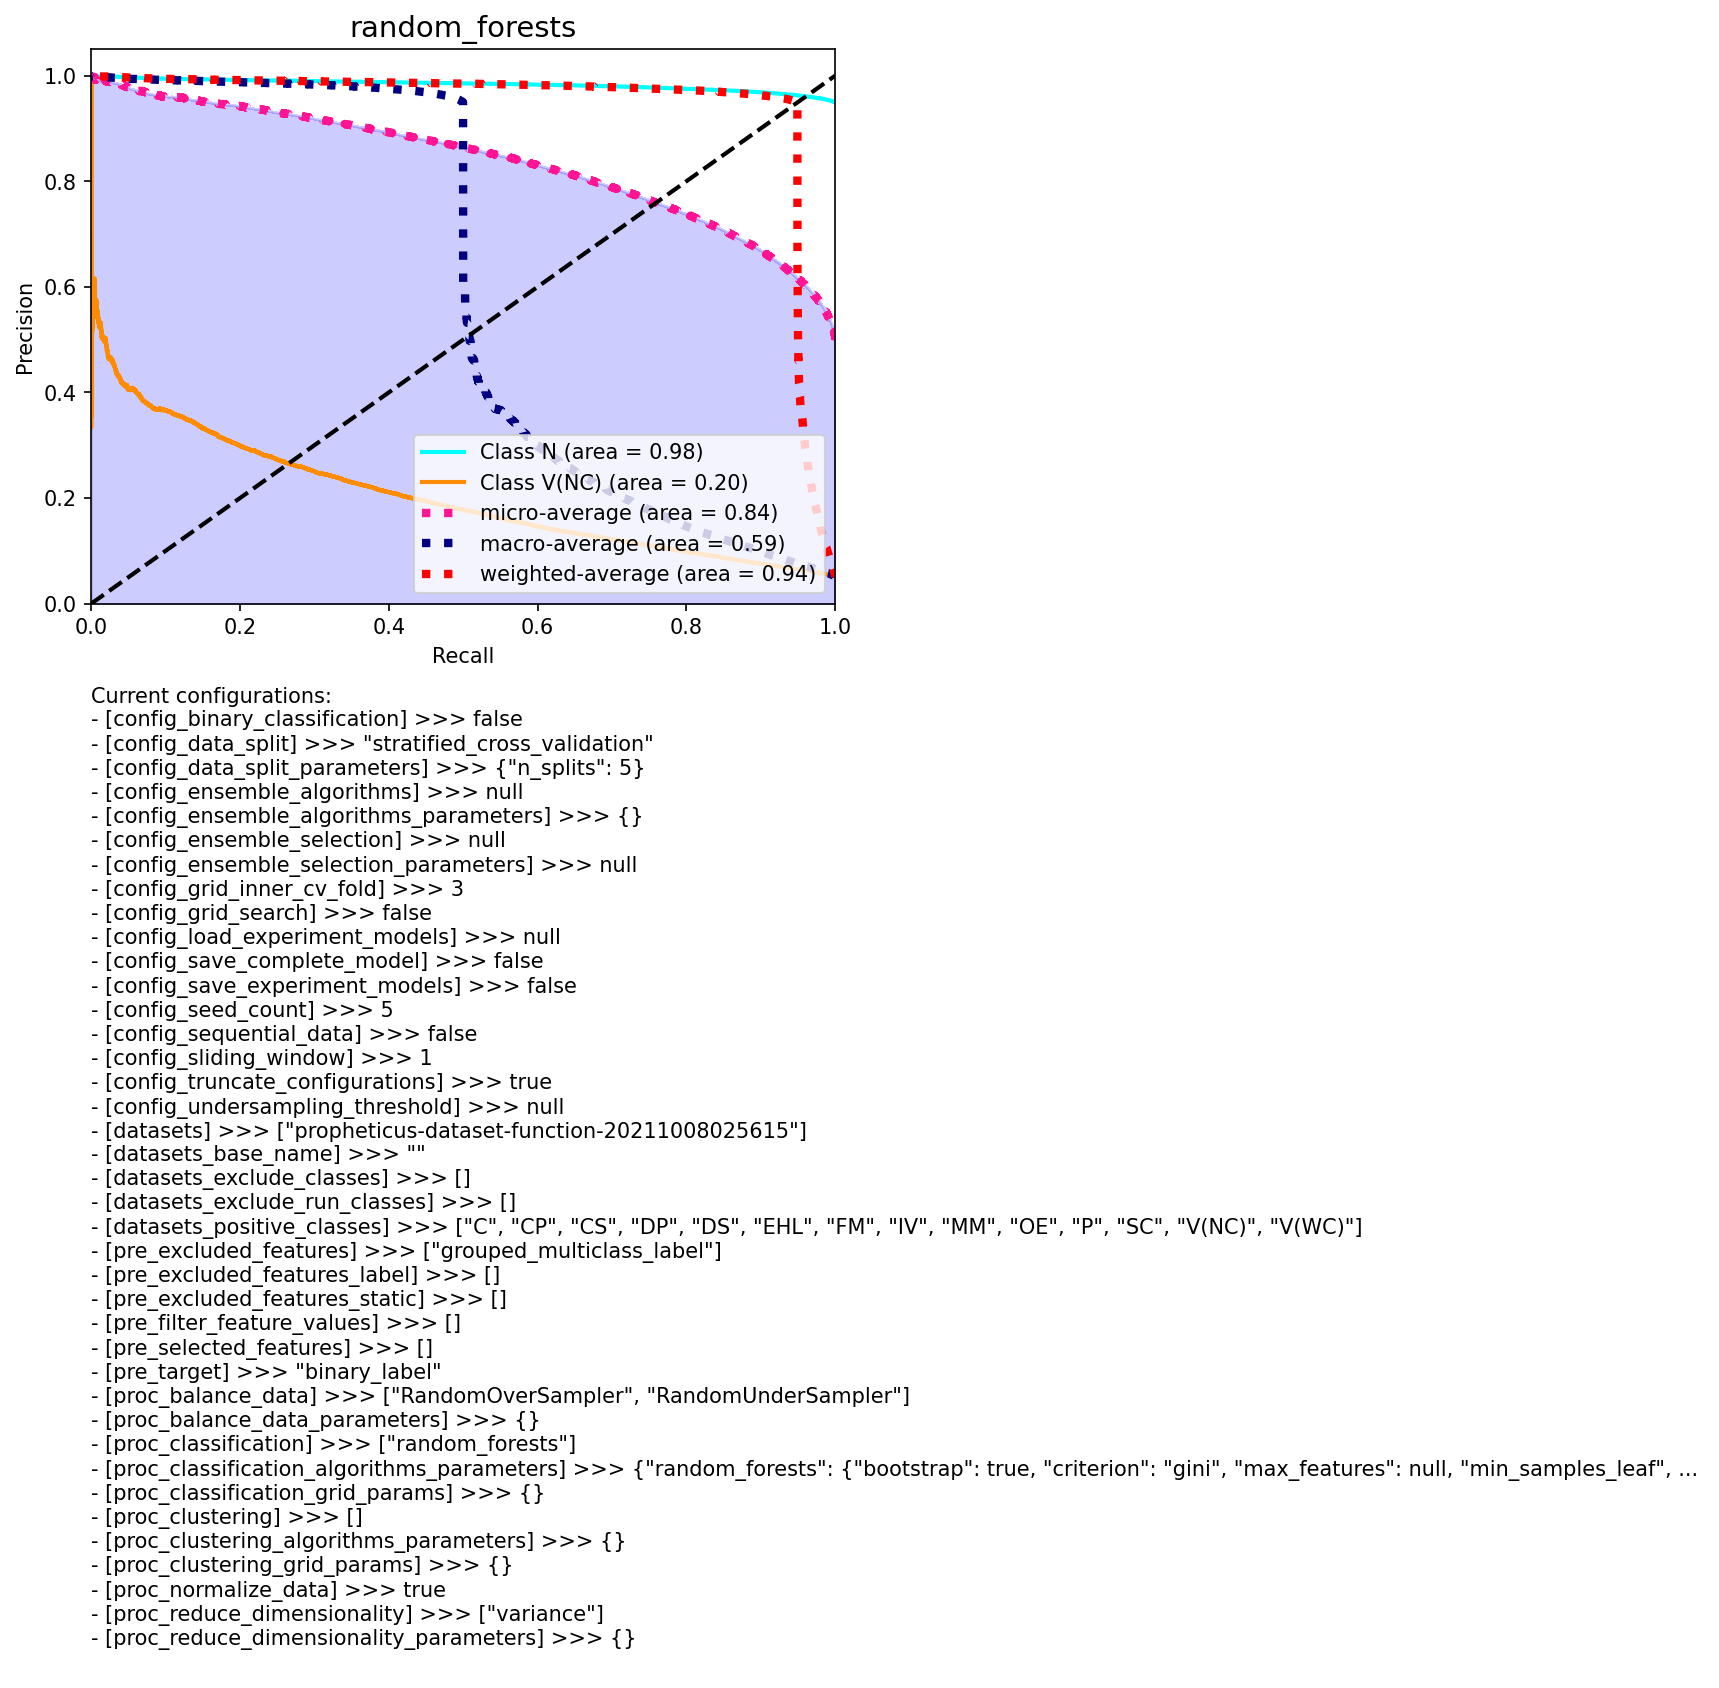 random_forests
1.0
0.8
0.6
0.4
0.2
0.0
Precision
0.0 0.2 0.4 0.6 0.8 1.0
Recall
Class N (area = 0.98)
Class V(NC) (area = 0.20)
micro-average (area = 0.84)
macro-average (area = 0.59)
weighted-average (area = 0.94)
Current configurations:
- [config_binary_classification] >>> false
- [config_data_split] >>> "stratified_cross_validation"
- [config_data_split_parameters] >>> {"n_splits": 5}
- [config_ensemble_algorithms] >>> null
- [config_ensemble_algorithms_parameters] >>> {}
- [config_ensemble_selection] >>> null
- [config_ensemble_selection_parameters] >>> null
- [config_grid_inner_cv_fold] >>> 3
- [config_grid_search] >>> false
- [config_load_experiment_models] >>> null
- [config_save_complete_model] >>> false
- [config_save_experiment_models] >>> false
- [config_seed_count] >>> 5
- [config_sequential_data] >>> false
- [config_sliding_window] >>> 1
- [config_truncate_configurations] >>> true
- [config_undersampling_threshold] >>> null
- [datasets] >>> ["propheticus-dataset-function-20211008025615"]
- [datasets_base_name] >>> ""
- [datasets_exclude_classes] >>> []
- [datasets_exclude_run_classes] >>> []
- [datasets_positive_classes] >>> ["C", "CP", "CS", "DP", "DS", "EHL", "FM", "IV", "MM", "OE", "P", "SC", "V(NC)", "V(WC)"]
- [pre_excluded_features] >>> ["grouped_multiclass_label"]
- [pre_excluded_features_label] >>> []
- [pre_excluded_features_static] >>> []
- [pre_filter_feature_values] >>> []
- [pre_selected_features] >>> []
- [pre_target] >>> "binary_label"
- [proc_balance_data] >>> ["RandomOverSampler", "RandomUnderSampler"]
- [proc_balance_data_parameters] >>> {}
- [proc_classification] >>> ["random_forests"]
- [proc_classification_algorithms_parameters] >>> {"random_forests": {"bootstrap": true, "criterion": "gini", "max_features": null, "min_samples_leaf", ...
- [proc_classification_grid_params] >>> {}
- [proc_clustering] >>> []
- [proc_clustering_algorithms_parameters] >>> {}
- [proc_clustering_grid_params] >>> {}
- [proc_normalize_data] >>> true
- [proc_reduce_dimensionality] >>> ["variance"]
- [proc_reduce_dimensionality_parameters] >>> {}